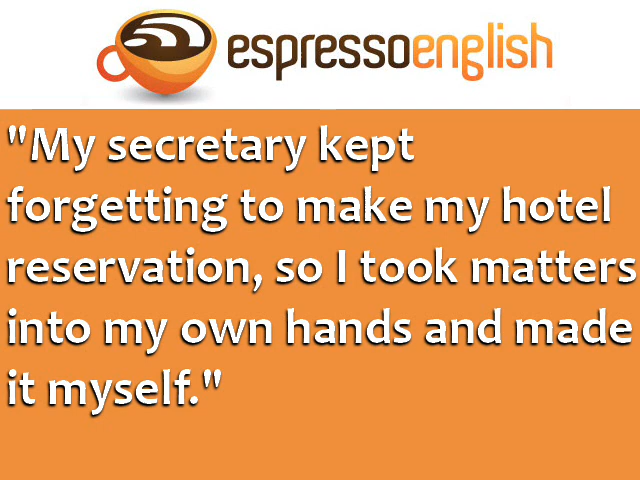 espressoenglish
"My secretary kept
forgetting to make my hotel
reservation, so I took matters
into my own hands and made
it myself."